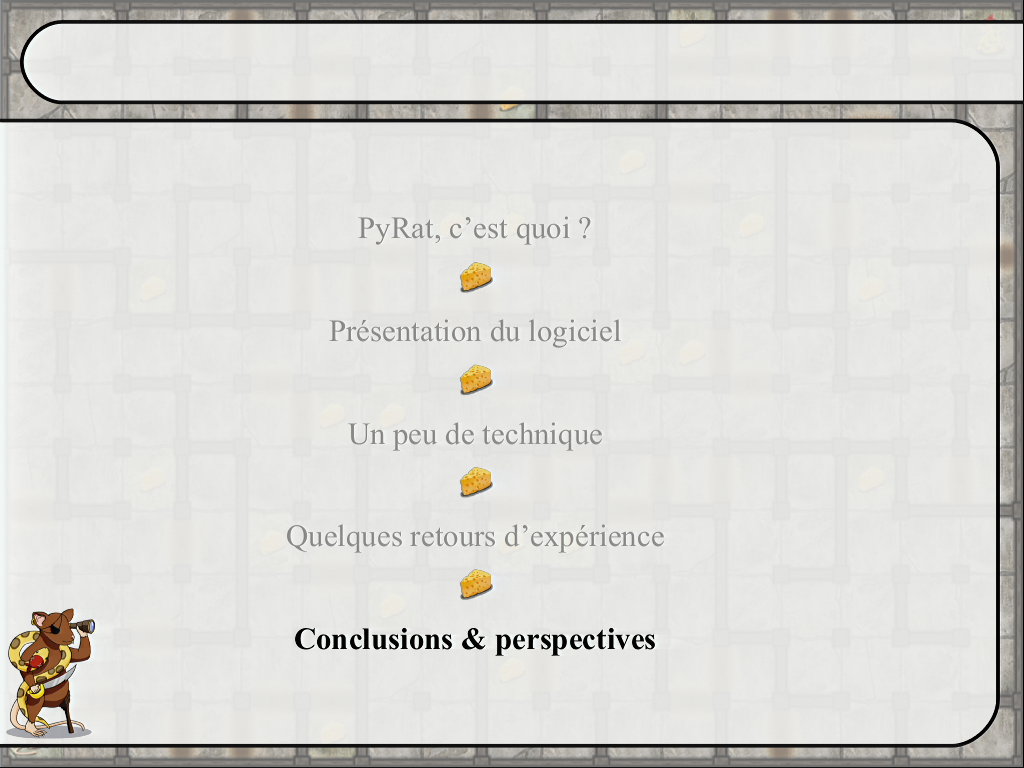 PyRat, c’est quoi ?
Présentation du logiciel
Un peu de technique
Quelques retours d’expérience
Conclusions & perspectives